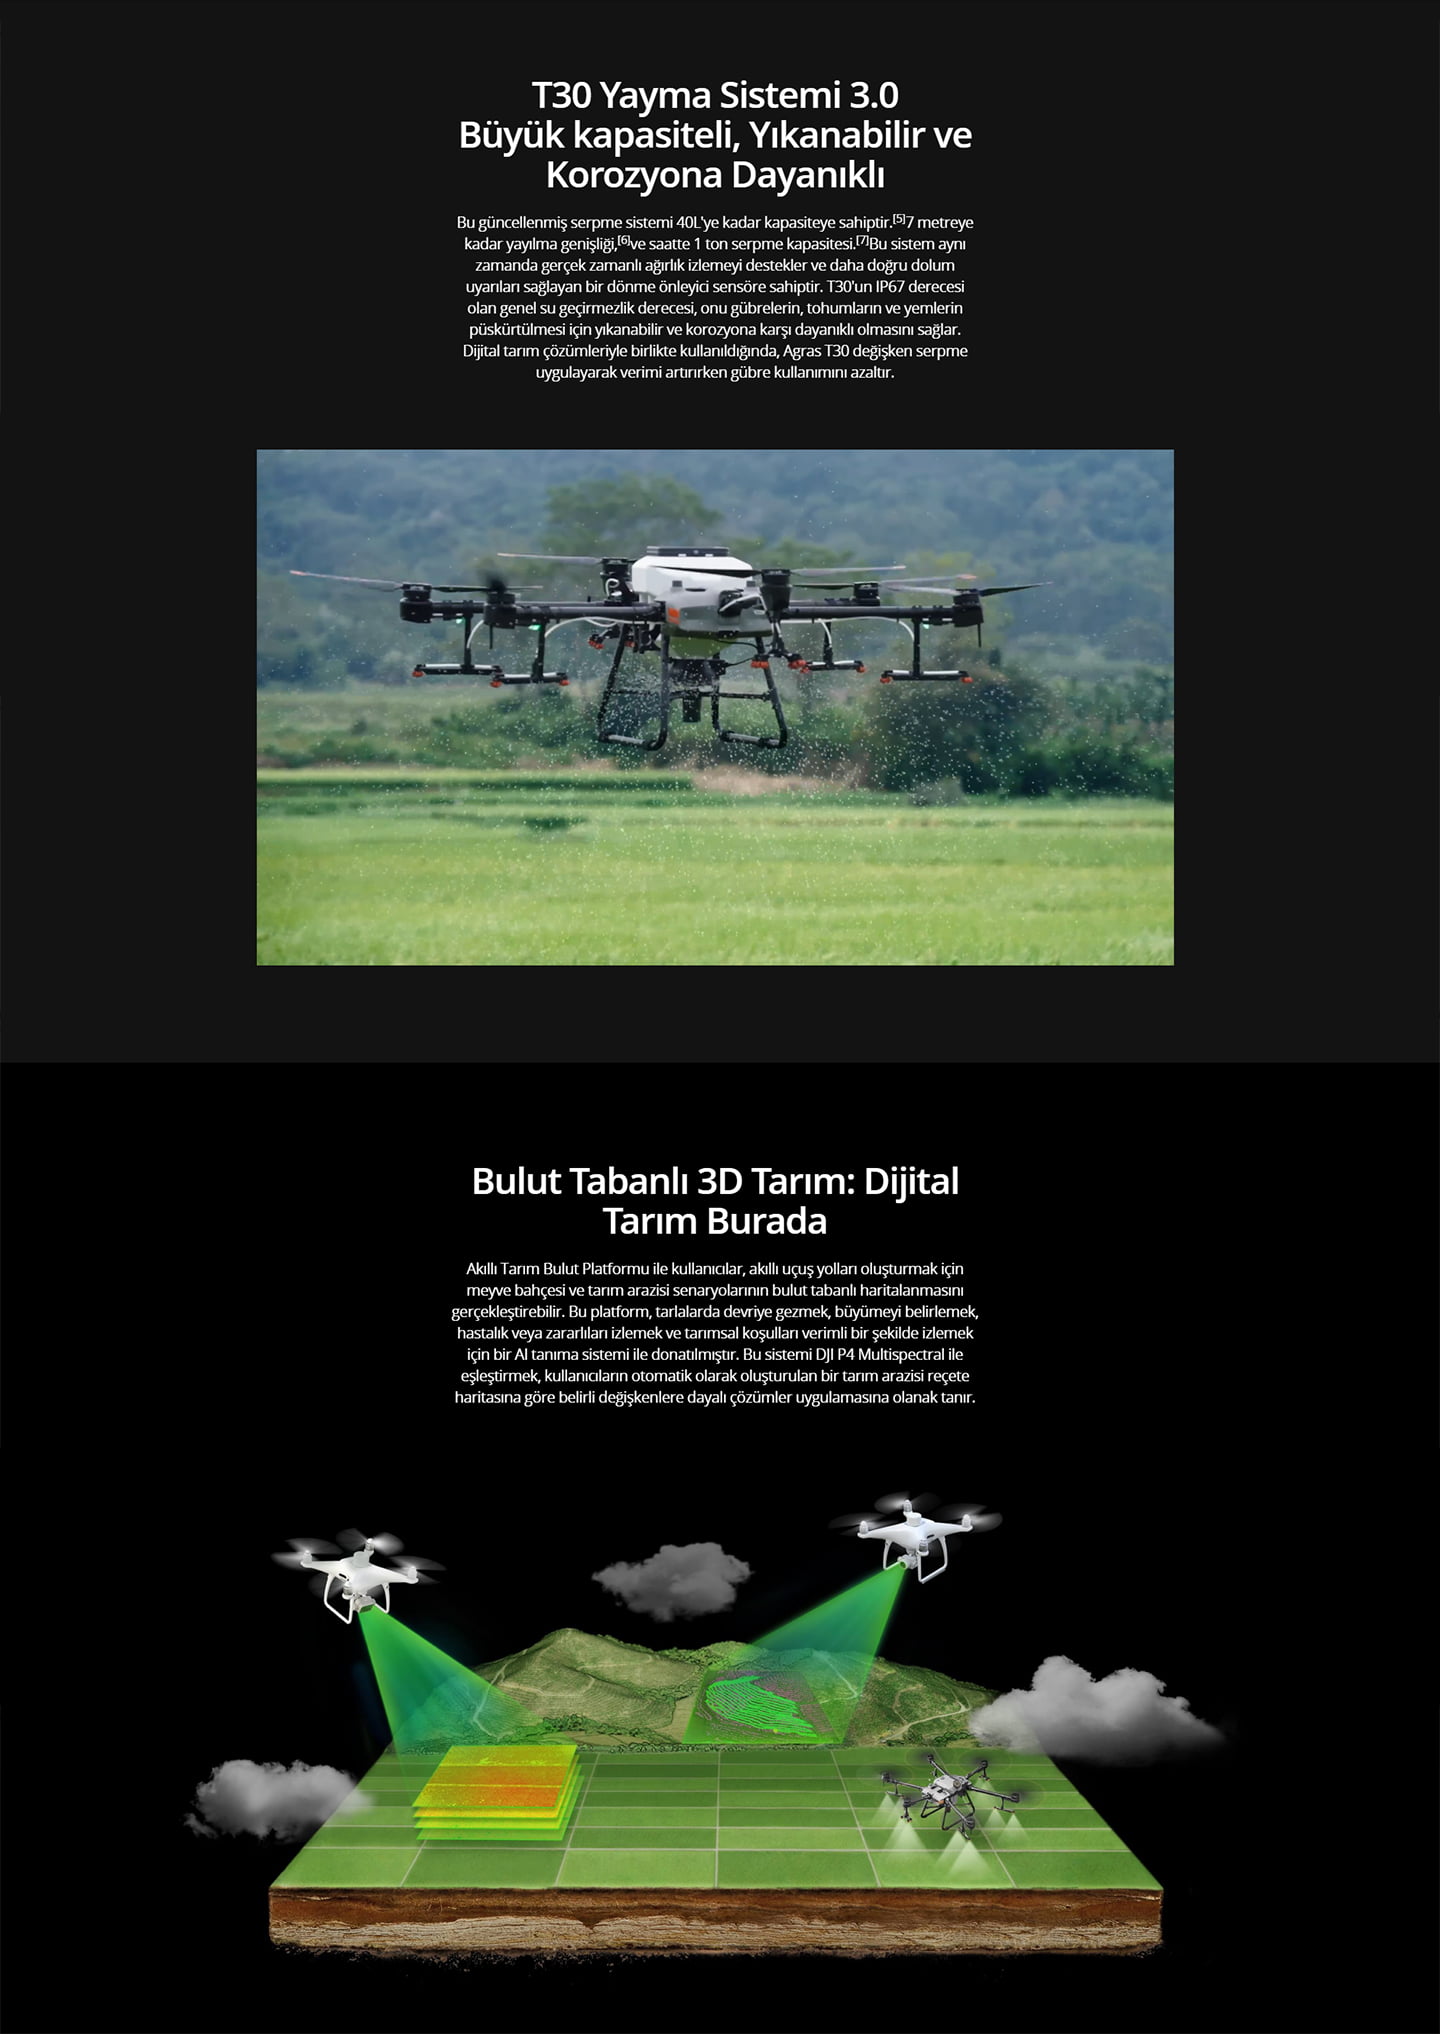 T30 Yayma Sistemi 3.0
Büyük kapasiteli, Yıkanabilir ve
Korozyona Dayanıklı
Bu güncellenmiş serpme sistemi 40L'ye kadar kapasiteye sahiptir.[5]7 metreye
kadar yayılma genişliği,[6]ve saatte 1 ton serpme kapasitesi.[7]Bu sistem aynı
zamanda gerçek zamanlı ağırlık izlemeyi destekler ve daha doğru dolum
uyarıları sağlayan bir dönme önleyici sensöre sahiptir. T30'un IP67 derecesi
olan genel su geçirmezlik derecesi, onu gübrelerin, tohumların ve yemlerin
püskürtülmesi için yıkanabilir ve korozyona karşı dayanıklı olmasını sağlar.
Dijital tarım çözümleriyle birlikte kullanıldığında, Agras T30 değişken serpme
uygulayarak verimi artırırken gübre kullanımını azaltır.
Bulut Tabanlı 3D Tarım: Dijital
Tarım Burada
Akıllı Tarım Bulut Platformu ile kullanıcılar, akıllı uçuş yolları oluşturmak için
meyve bahçesi ve tarım arazisi senaryolarının bulut tabanlı haritalanmasını
gerçekleştirebilir. Bu platform, tarlalarda devriye gezmek, büyümeyi belirlemek,
hastalık veya zararlıları izlemek ve tarımsal koşulları verimli bir şekilde izlemek
için bir AI tanıma sistemi ile donatılmıştır. Bu sistemi DJI P4 Multispectral ile
eşleştirmek, kullanıcıların otomatik olarak oluşturulan bir tarım arazisi reçete
haritasına göre belirli değişkenlere dayalı çözümler uygulamasına olanak tanır.